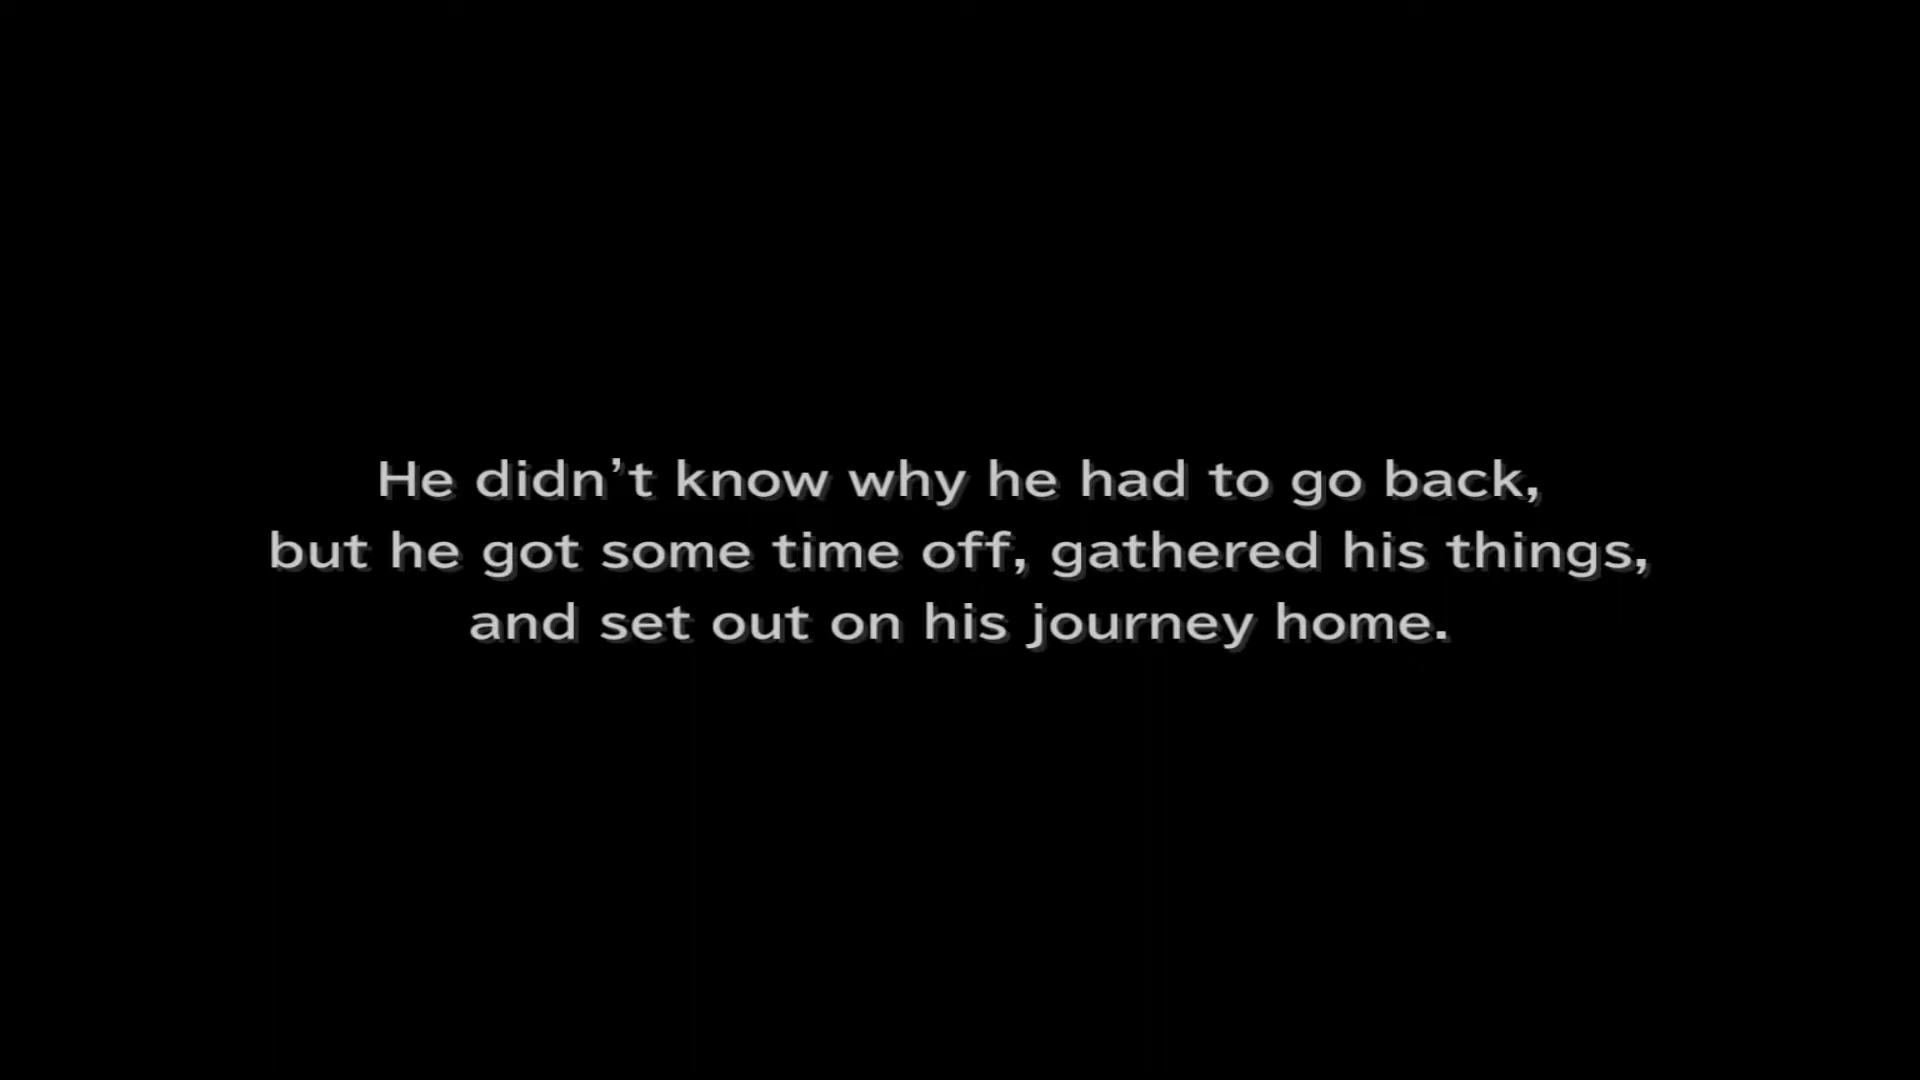 He didn’t know why he had to go back,
but he got some time off, gathered his things,
and set out on his journey home.